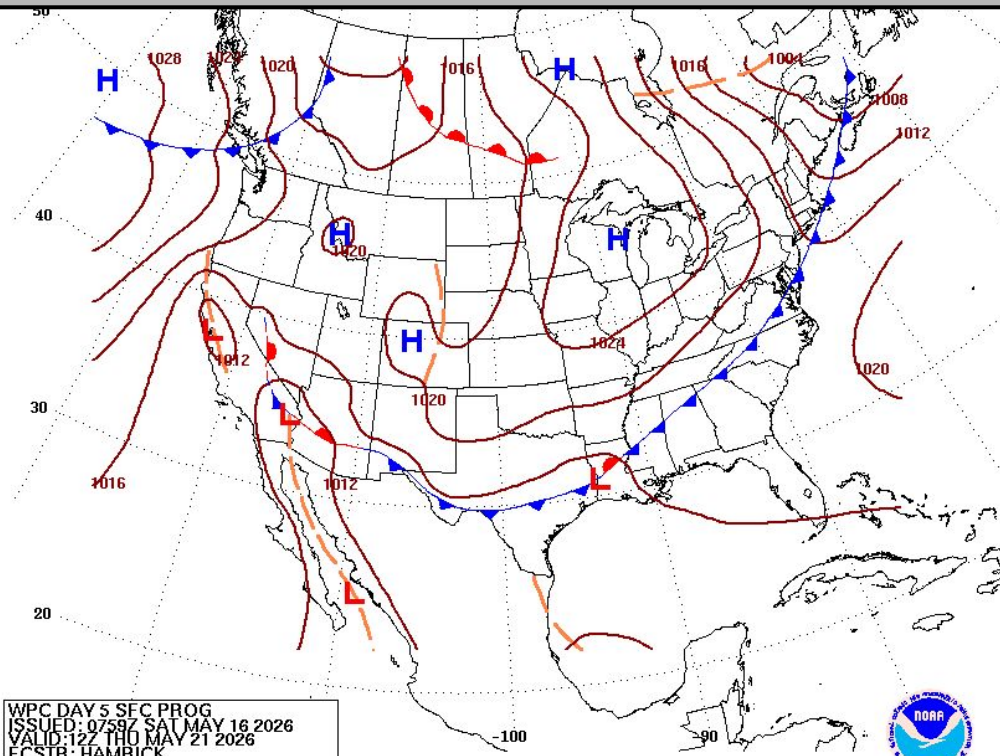 50
1028
1024
1020
1016
1004
H
H
1016
1008
1012
40
H
1020
H
L
1012
H
1024
1020
1020
30
L
L
1016
1012
20
L
WPC DAY 5 SFC PROG
ISSUED: 0759Z SAT MAY 16 2026
VALID: 12Z THU MAY 21 2026
FCSTR: HAMRICK
-100
-90
NOAA